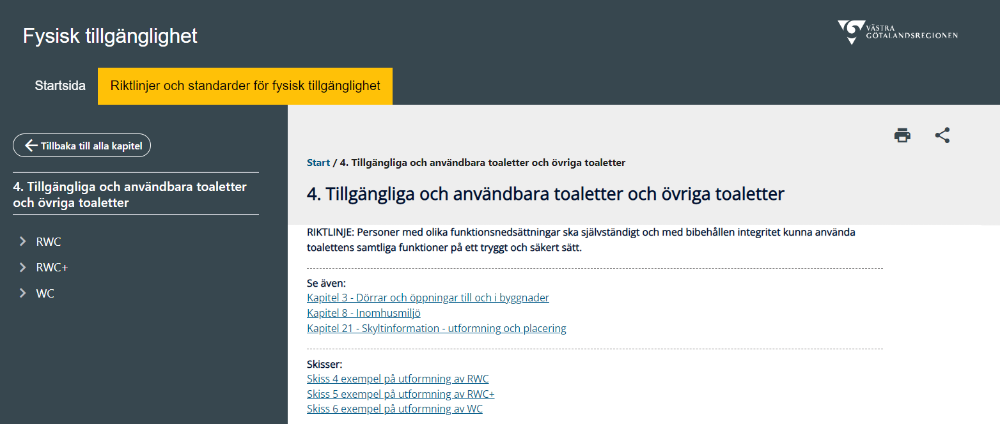 Fysisk tillgänglighet
VÄSTRA
GÖTALANDSREGIONEN
Startsida
Riktlinjer och standarder för fysisk tillgänglighet
Tillbaka till alla kapitel
4. Tillgängliga och användbara toaletter
och övriga toaletter
RWC
RWC+
WC
Start / 4. Tillgängliga och användbara toaletter och övriga toaletter
4. Tillgängliga och användbara toaletter och övriga toaletter
RIKTLINJE: Personer med olika funktionsnedsättningar ska självständigt och med bibehållen integritet kunna använda
toalettens samtliga funktioner på ett tryggt och säkert sätt.
Se även:
Kapitel 3 - Dörrar och öppningar till och i byggnader
Kapitel 8 - Inomhusmiljö
Kapitel 21 - Skyltinformation - utformning och placering
Skisser:
Skiss 4 exempel på utformning av RWC
Skiss 5 exempel på utformning av RWC+
Skiss 6 exempel på utformning av WC